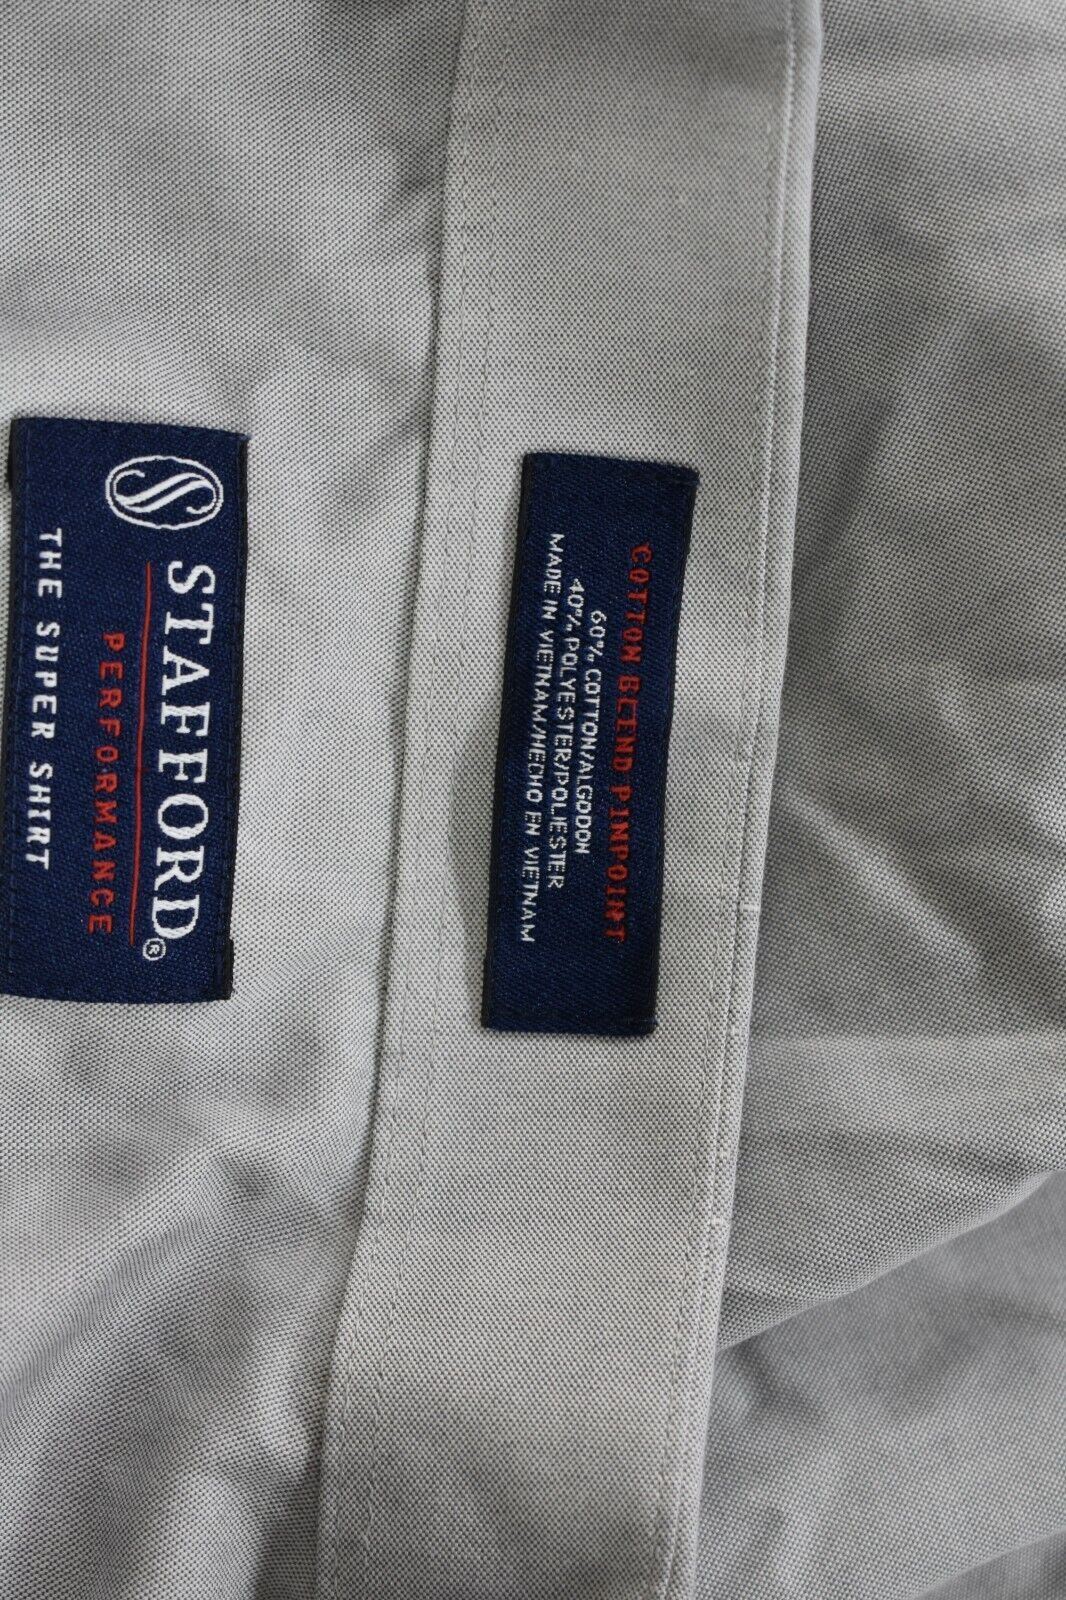 STAFFORD®
PERFORMANCE
THE SUPER SHIRT
COTTON BLEND PINPOINT
60% COTTON/ALGODON
40% POLYESTER/POLIESTER
MADE IN VIETNAM/HECHO EN VIETNAM